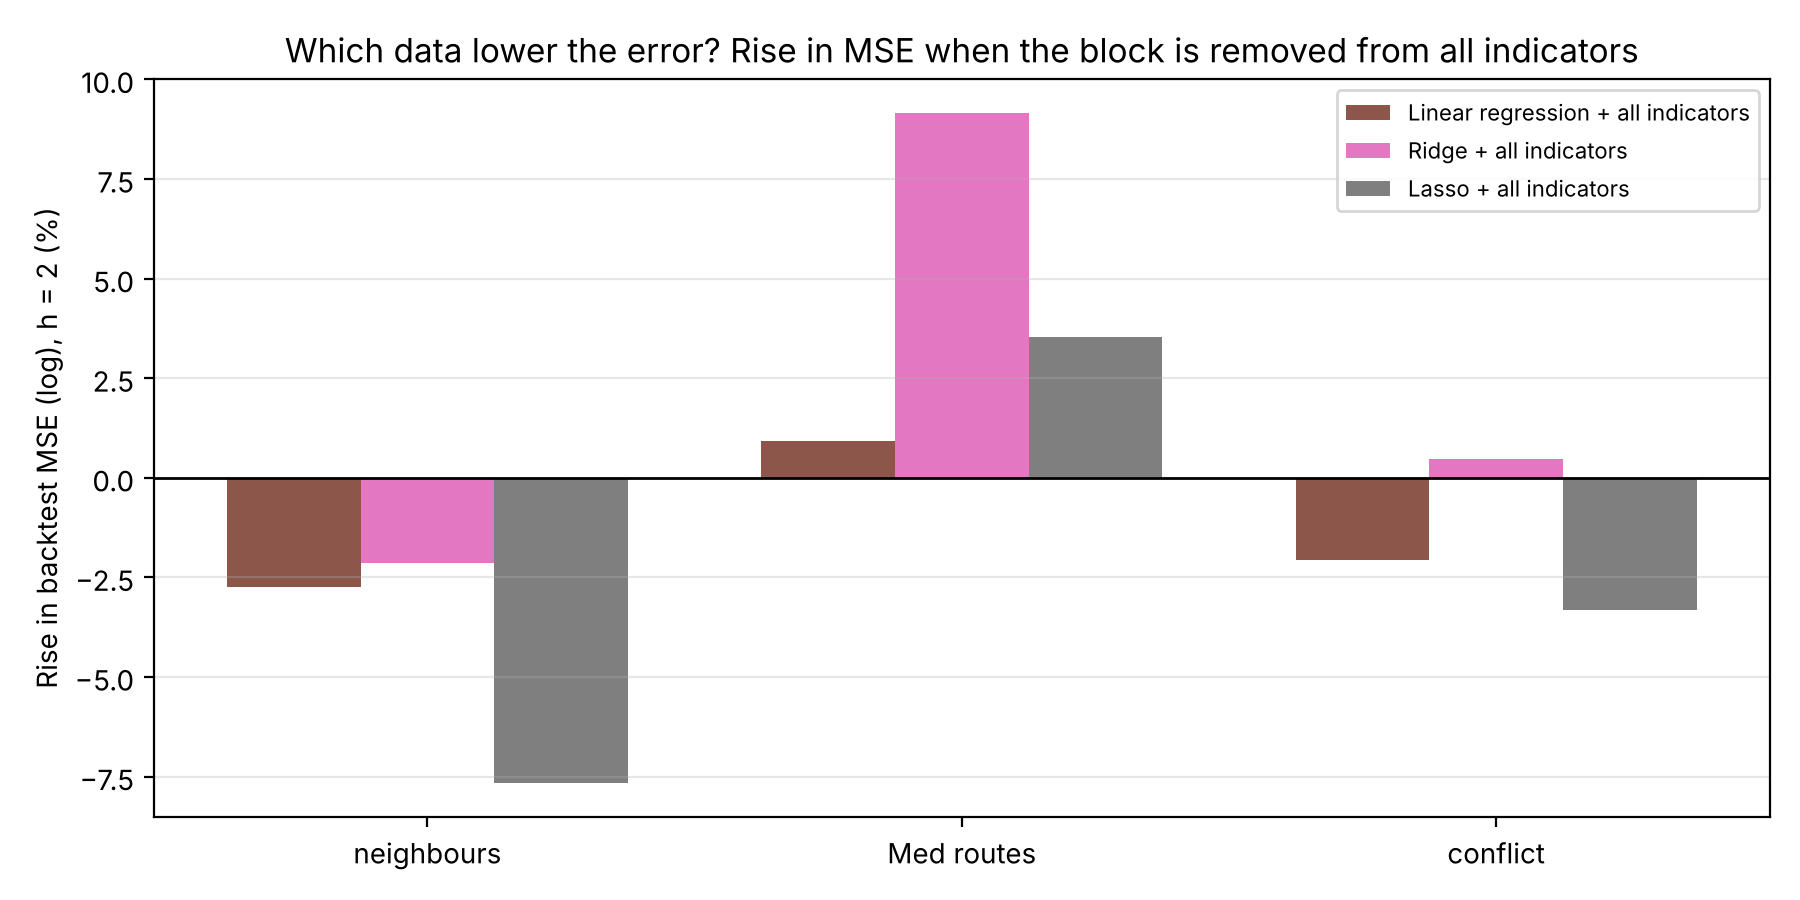 Which data lower the error? Rise in MSE when the block is removed from all indicators
Rise in backtest MSE (log), h = 2 (%)
10.0
7.5
5.0
2.5
0.0
−2.5
−5.0
−7.5
Linear regression + all indicators
Ridge + all indicators
Lasso + all indicators
neighbours
Med routes
conflict